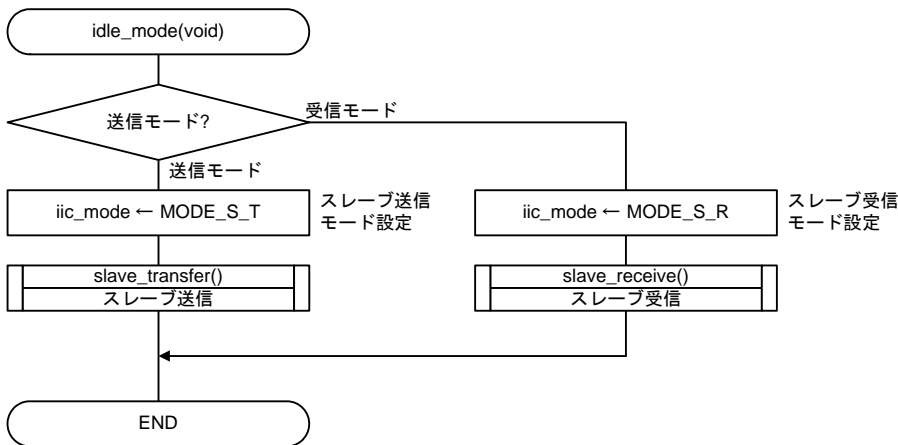 idle_mode(void)
送信モード?
受信モード
送信モード
iic_mode ← MODE_S_T
スレーブ送信
モード設定
slave_transfer()
スレーブ送信
iic_mode ← MODE_S_R
スレーブ受信
モード設定
slave_receive()
スレーブ受信
END